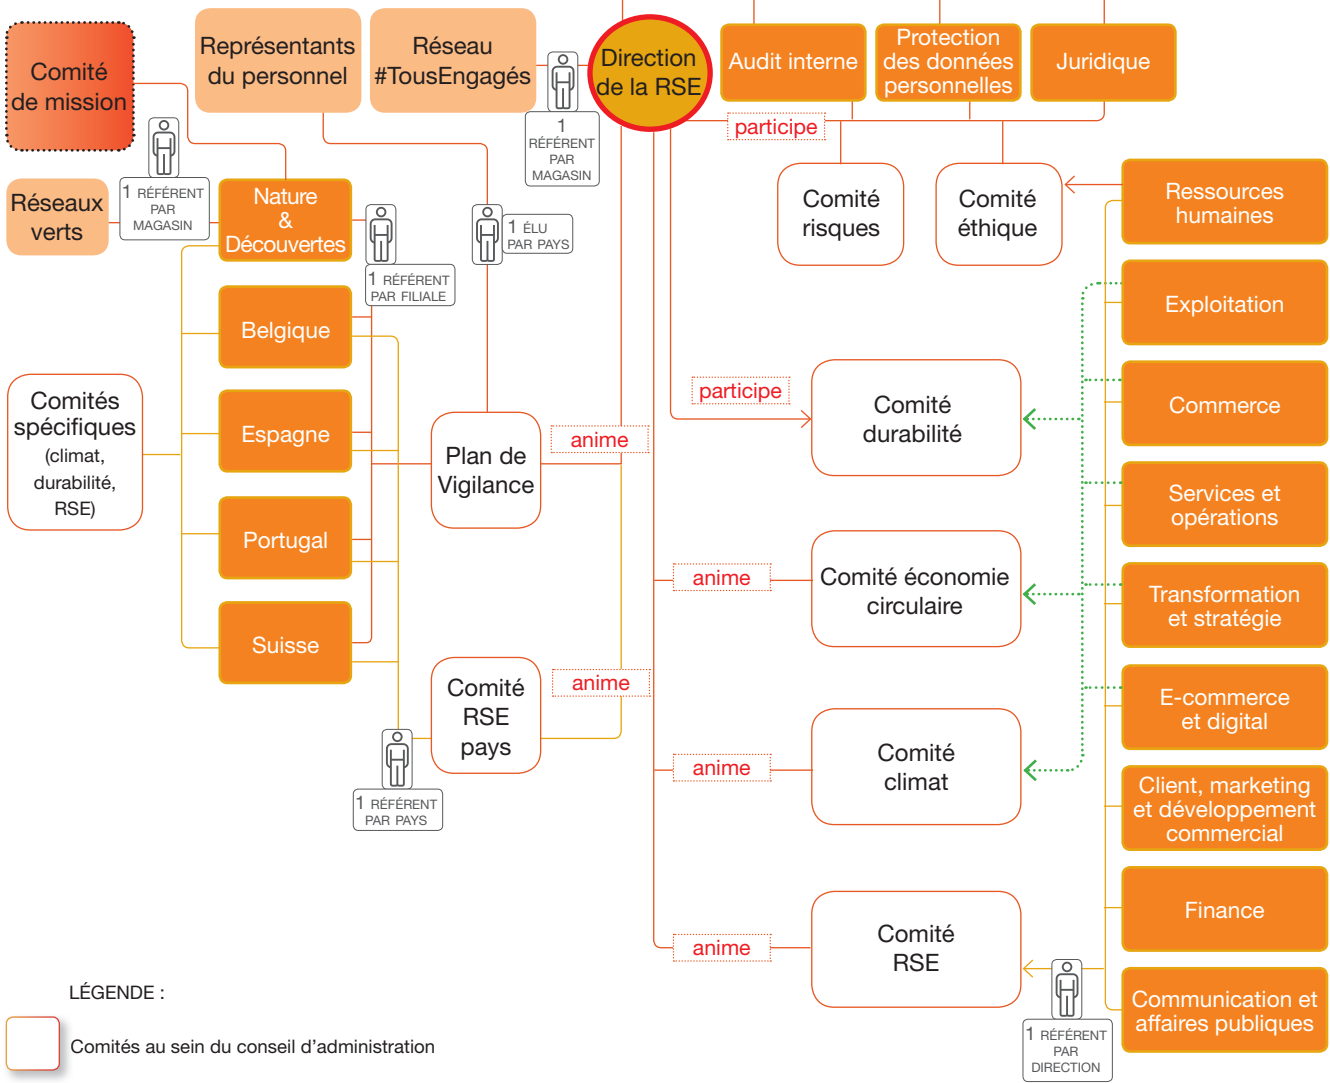 Comité
de mission
Représentants
du personnel
Réseau
#TousEngagés
Direction
de la RSE
Audit interne
Protection
des données
personnelles
Juridique
1
RÉFÉRENT
PAR
MAGASIN
participe
1 RÉFÉRENT
PAR
MAGASIN
Réseaux
verts
Nature
&
Découvertes
1 ÉLU
PAR PAYS
1 RÉFÉRENT
PAR FILIALE
Comité
risques
Comité
éthique
Ressources
humaines
Belgique
Exploitation
Comités
spécifiques
(climat,
durabilité,
RSE)
Espagne
Plan de
Vigilance
anime
participe
Comité
durabilité
Commerce
Services et
opérations
Portugal
anime
Comité économie
circulaire
Transformation
et stratégie
Suisse
Comité
RSE
pays
anime
E-commerce
et digital
1 RÉFÉRENT
PAR PAYS
anime
Comité
climat
Client, marketing
et développement
commercial
Finance
anime
Comité
RSE
Communication et
affaires publiques
1 RÉFÉRENT
PAR
DIRECTION
LÉGENDE :
Comités au sein du conseil d’administration